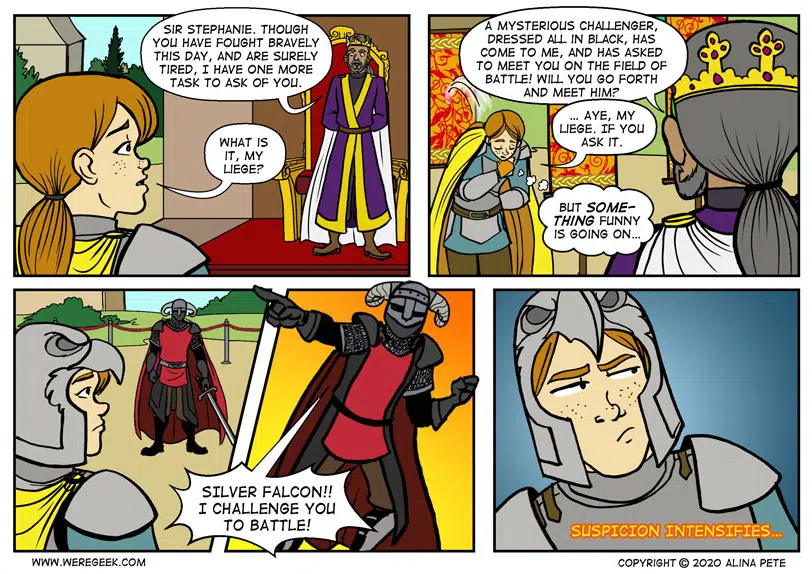 SIR STEPHANIE. THOUGH
YOU HAVE FOUGHT BRAVELY
THIS DAY, AND ARE SURELY
TIRED, I HAVE ONE MORE
TASK TO ASK OF YOU.
WHAT IS
IT, MY
LIEGE?
A MYSTERIOUS CHALLENGER,
DRESSED ALL IN BLACK, HAS
COME TO ME, AND HAS ASKED
TO MEET YOU ON THE FIELD OF
BATTLE! WILL YOU GO FORTH
AND MEET HIM?
... AYE, MY
LIEGE. IF YOU
ASK IT.
BUT SOME-
THING FUNNY
IS GOING ON...
SILVER FALCON!!
I CHALLENGE YOU
TO BATTLE!
SUSPICION INTENSIFIES...
WWW.WEREGEEK.COM
COPYRIGHT © 2020 ALINA PETE